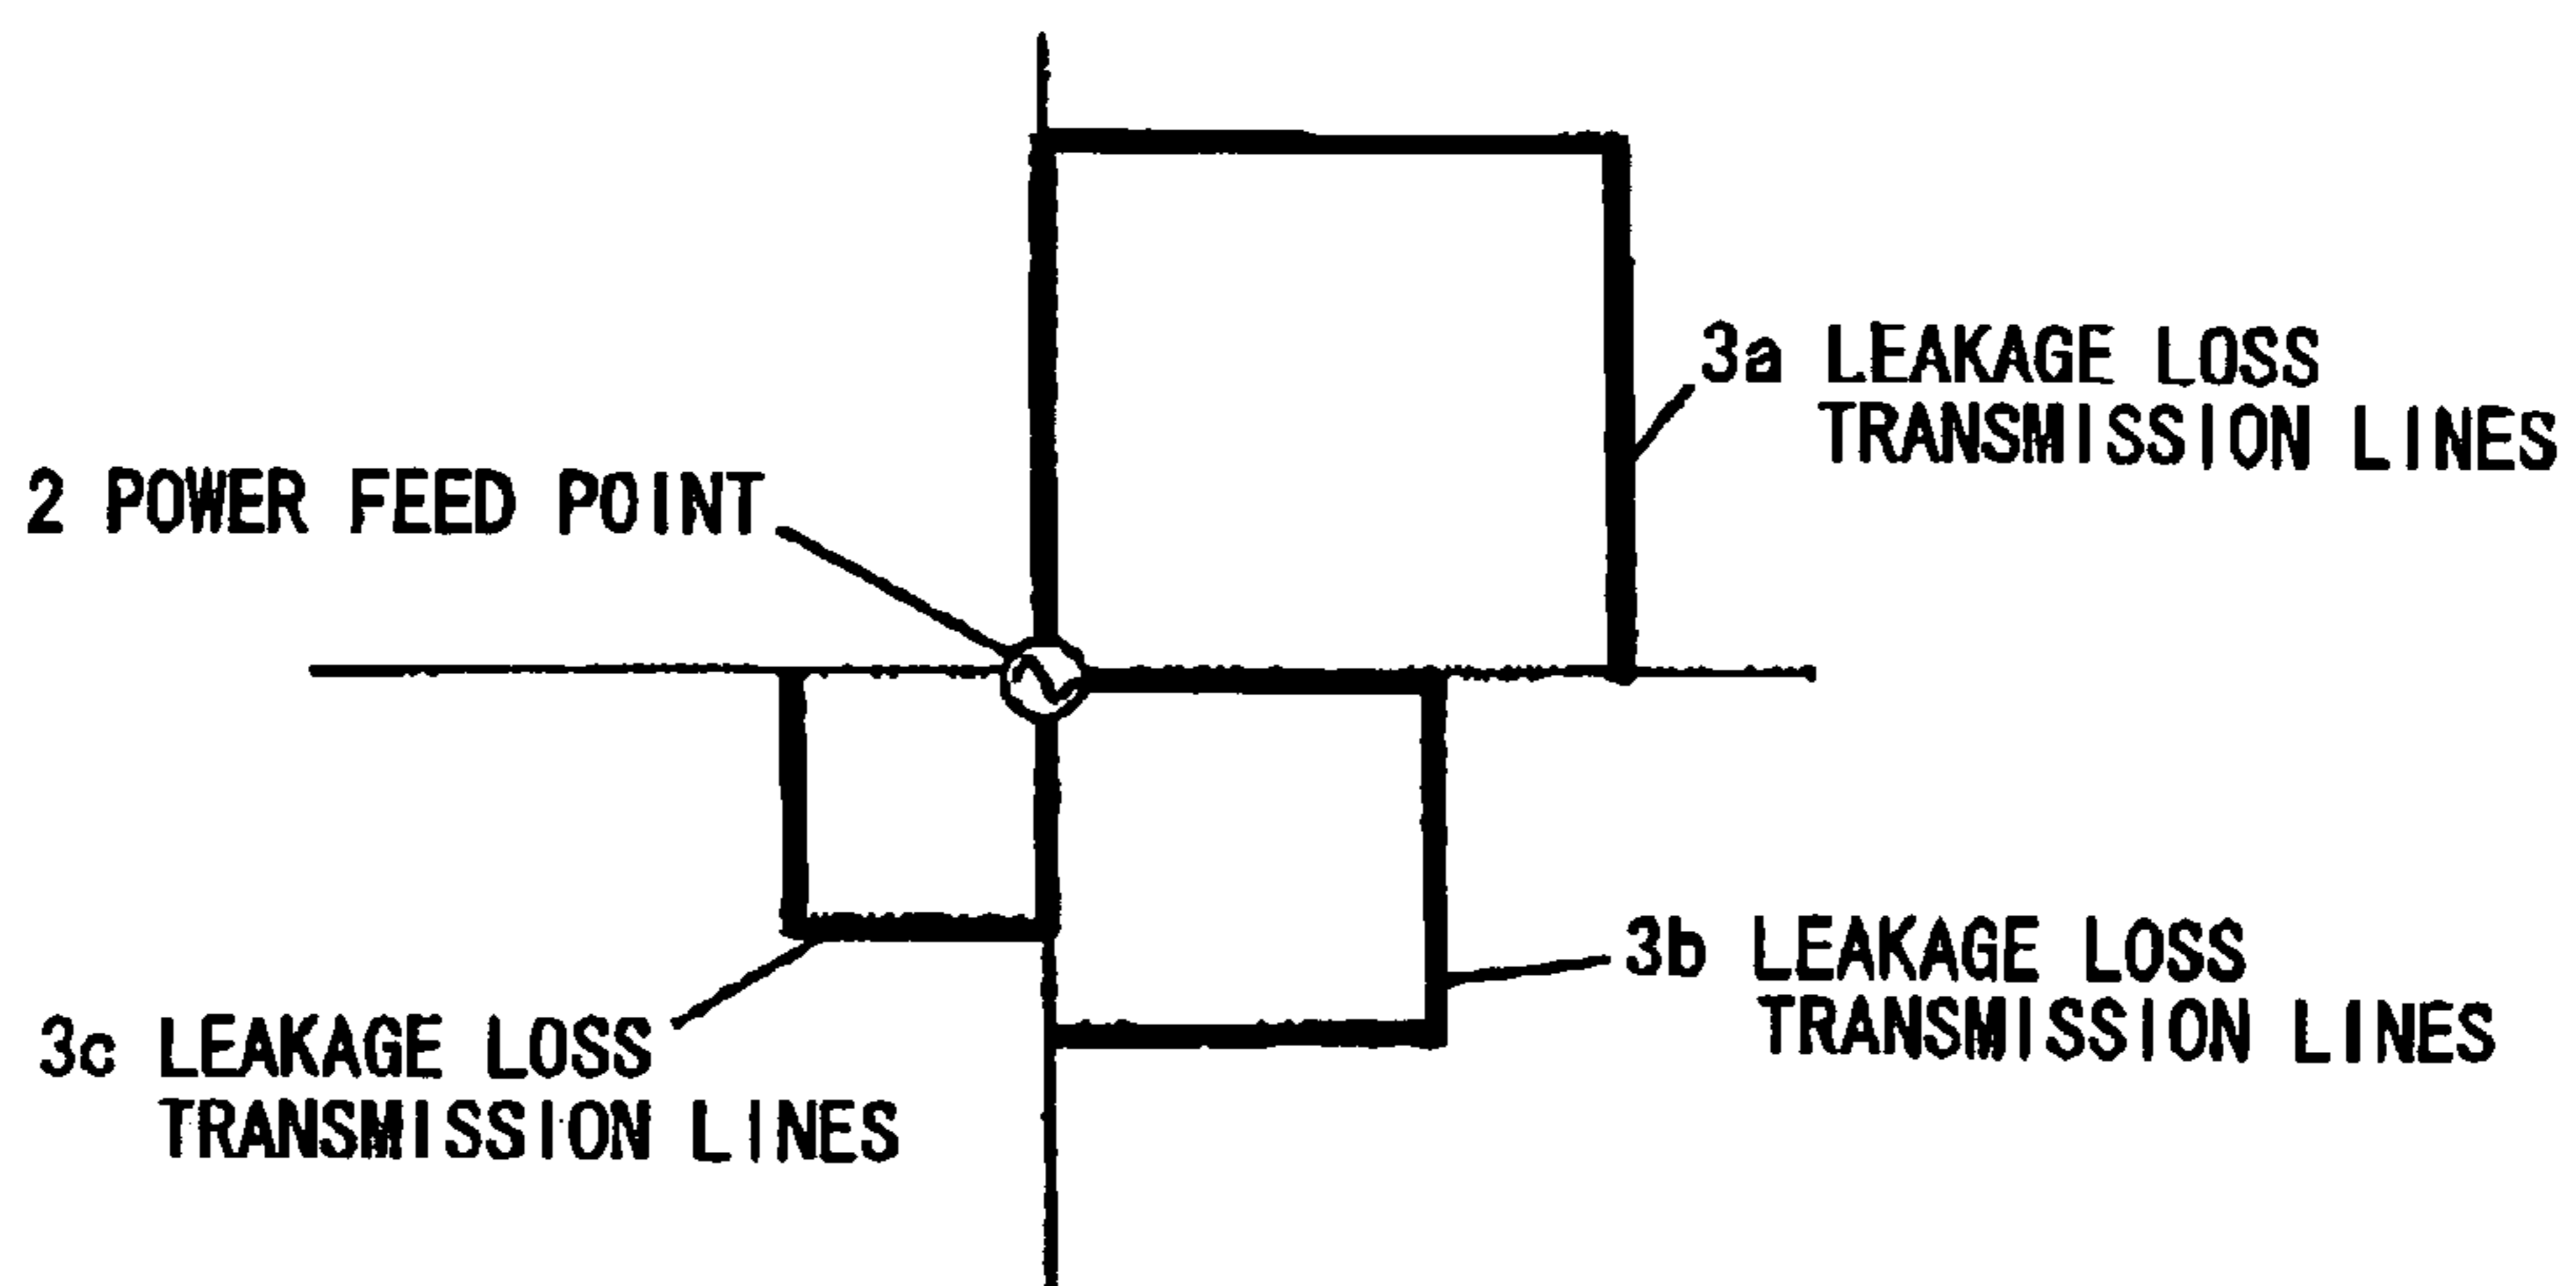 3a LEAKAGE LOSS
TRANSMISSION LINES
2 POWER FEED POINT
3b LEAKAGE LOSS
TRANSMISSION LINES
3c LEAKAGE LOSS
TRANSMISSION LINES